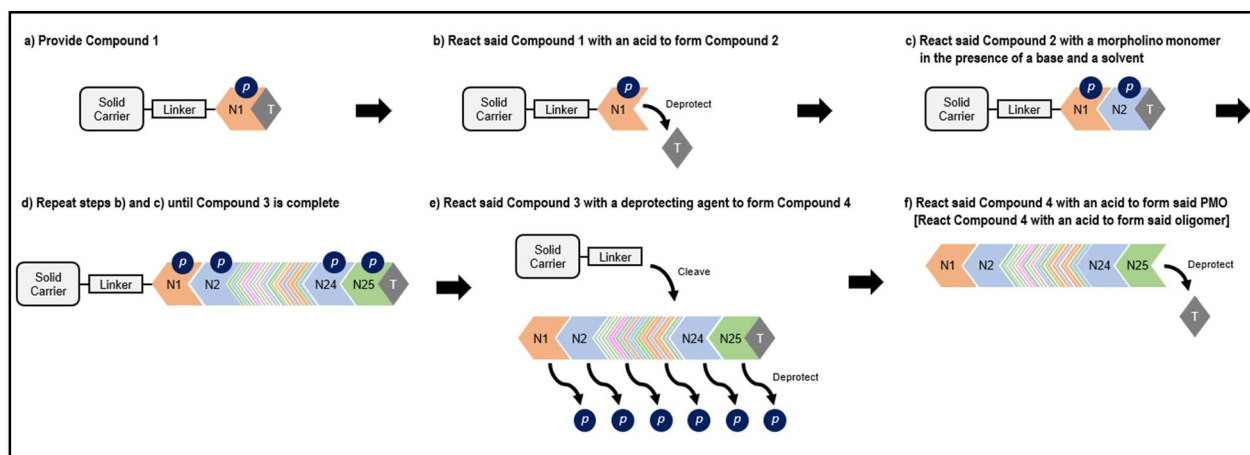 a) Provide Compound 1
Solid
Carrier
Linker
N1
p
T
b) React said Compound 1 with an acid to form Compound 2
Solid
Carrier
Linker
N1
p
Deprotect
T
c) React said Compound 2 with a morpholino monomer
in the presence of a base and a solvent
Solid
Carrier
Linker
N1
p
N2
p
T
d) Repeat steps b) and c) until Compound 3 is complete
Solid
Carrier
Linker
N1
p
N2
p
N24
p
N25
p
T
e) React said Compound 3 with a deprotecting agent to form Compound 4
Solid
Carrier
Linker
Cleave
N1
N2
N24
N25
T
Deprotect
p
p
p
p
p
p
f) React said Compound 4 with an acid to form said PMO
[React Compound 4 with an acid to form said oligomer]
N1
N2
N24
N25
Deprotect
T